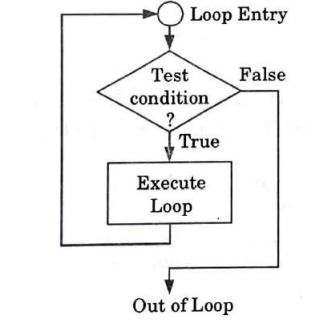 Loop Entry
Test
condition
?
False
True
Execute
Loop
Out of Loop